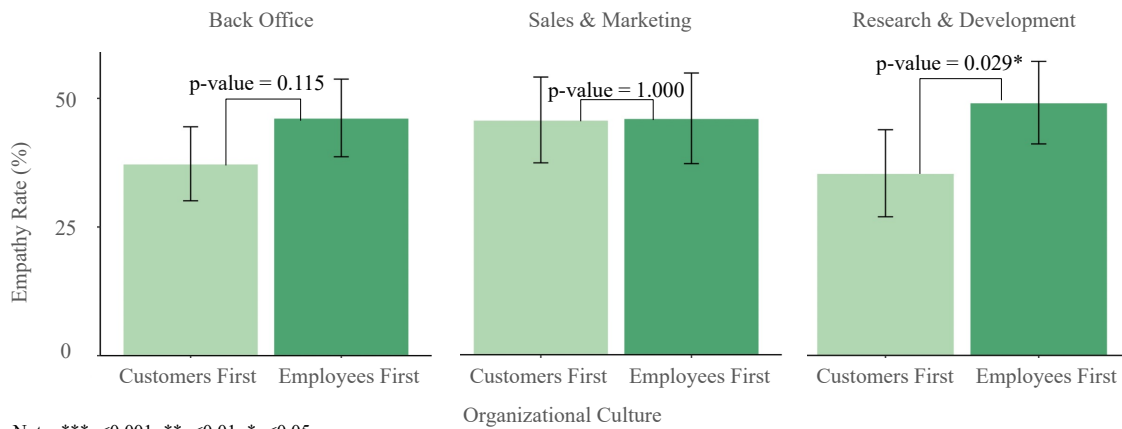 Back Office
Sales & Marketing
Research & Development
p-value = 0.115
p-value = 1.000
p-value = 0.029*
Empathy Rate (%)
50
25
0
Customers First
Employees First
Customers First
Employees First
Customers First
Employees First
Organizational Culture